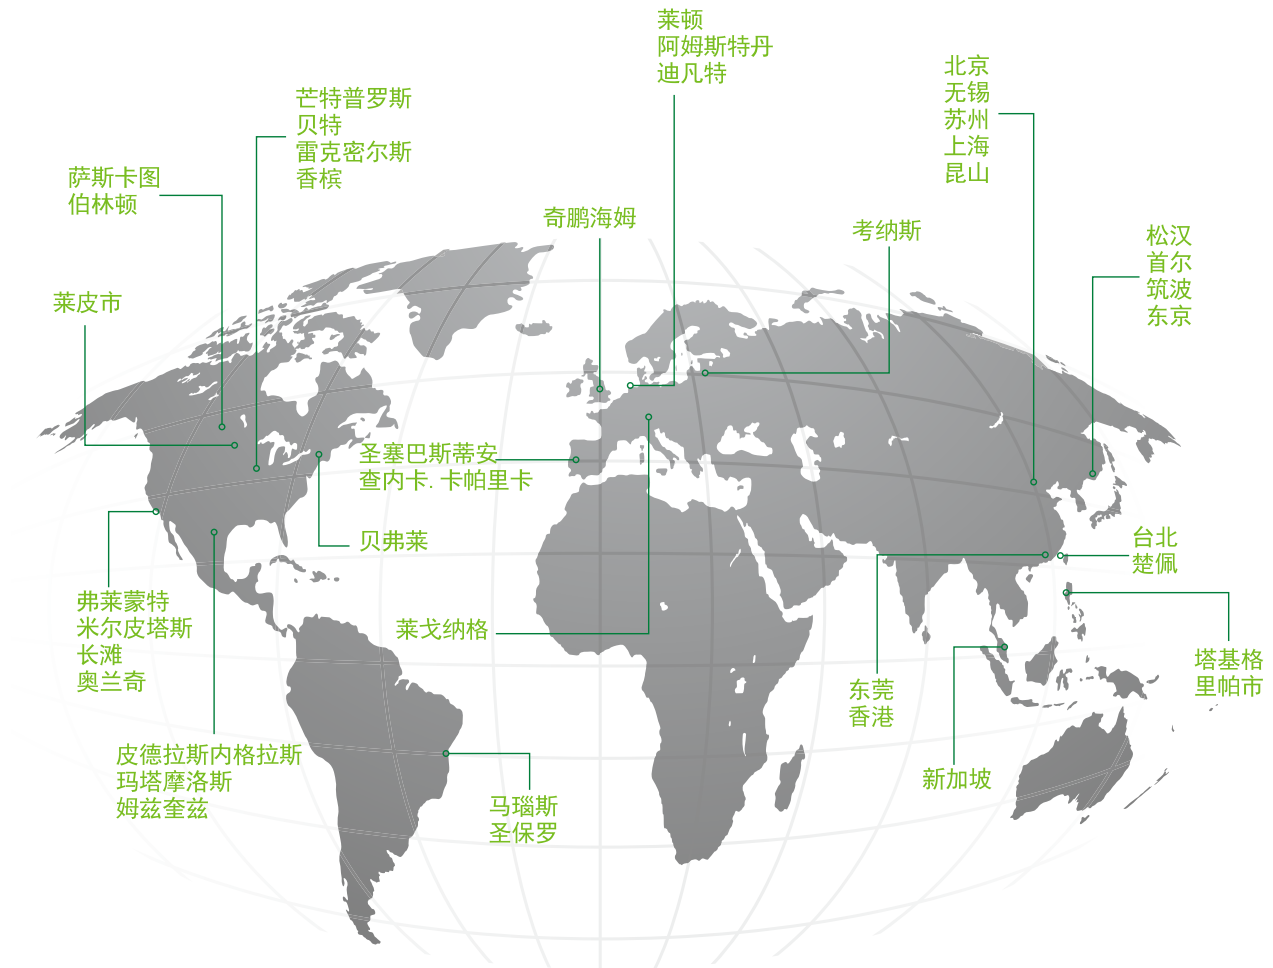 莱顿
阿姆斯特丹
迪凡特
北京
无锡
苏州
上海
昆山
芒特普罗斯
贝特
雷克密尔斯
香槟
萨斯卡图
伯林顿
奇鹏海姆
考纳斯
松汉
首尔
筑波
东京
莱皮市
圣塞巴斯蒂安
查内卡. 卡帕里卡
贝弗莱
台北
楚佩
弗莱蒙特
米尔皮塔斯
长滩
奥兰奇
莱戈纳格
塔基格
里帕市
东莞
香港
皮德拉斯内格拉斯
玛塔摩洛斯
姆兹奎兹
新加坡
马瑙斯
圣保罗